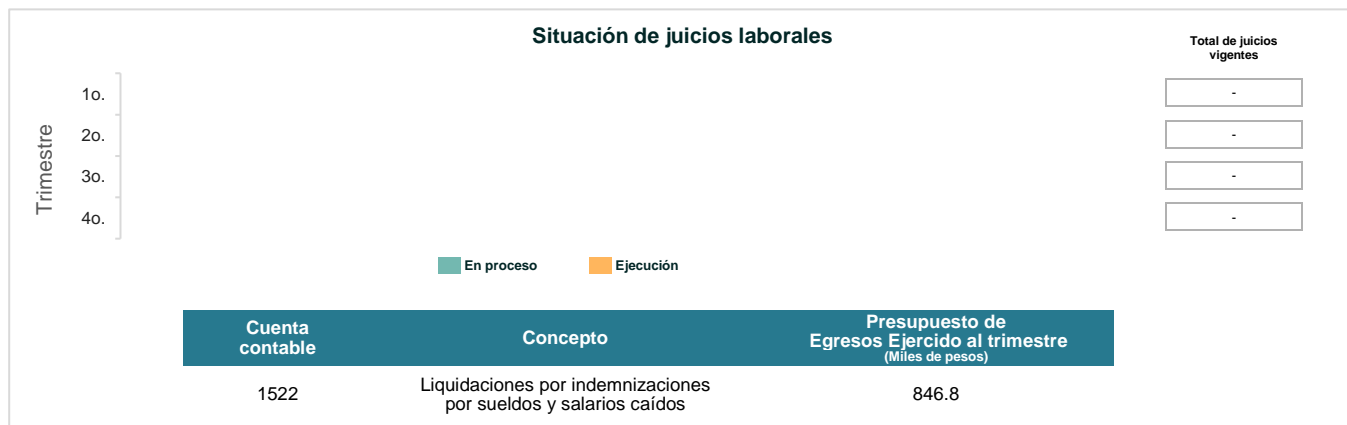 Situación de juicios laborales
Total de juicios
vigentes
Trimestre
1o.
-
2o.
-
3o.
-
4o.
-
En proceso
Ejecución
Cuenta
contable
Concepto
Presupuesto de
Egresos Ejercido al trimestre
(Miles de pesos)
1522
Liquidaciones por indemnizaciones
por sueldos y salarios caídos
846.8